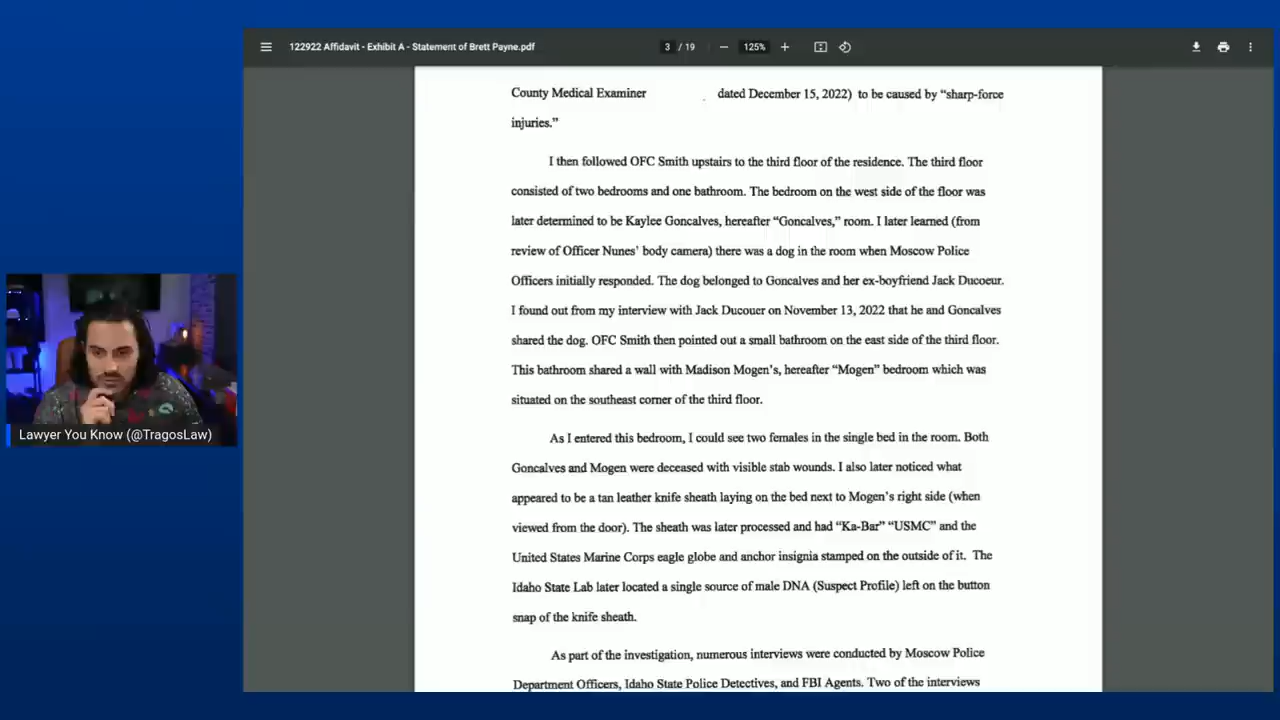 122922 Affidavit - Exhibit A - Statement of Brett Payne.pdf
3 / 19
125%
County Medical Examiner dated December 15, 2022) to be caused by “sharp-force
injuries.”
I then followed OFC Smith upstairs to the third floor of the residence. The third floor
consisted of two bedrooms and one bathroom. The bedroom on the west side of the floor was
later determined to be Kaylee Goncalves, hereafter “Goncalves,” room. I later learned (from
review of Officer Nunes’ body camera) there was a dog in the room when Moscow Police
Officers initially responded. The dog belonged to Goncalves and her ex-boyfriend Jack Ducoeur.
I found out from my interview with Jack Ducouer on November 13, 2022 that he and Goncalves
shared the dog. OFC Smith then pointed out a small bathroom on the east side of the third floor.
This bathroom shared a wall with Madison Mogen’s, hereafter “Mogen” bedroom which was
situated on the southeast corner of the third floor.
As I entered this bedroom, I could see two females in the single bed in the room. Both
Goncalves and Mogen were deceased with visible stab wounds. I also later noticed what
appeared to be a tan leather knife sheath laying on the bed next to Mogen’s right side (when
viewed from the door). The sheath was later processed and had “Ka-Bar” “USMC” and the
United States Marine Corps eagle globe and anchor insignia stamped on the outside of it. The
Idaho State Lab later located a single source of male DNA (Suspect Profile) left on the button
snap of the knife sheath.
As part of the investigation, numerous interviews were conducted by Moscow Police
Department Officers, Idaho State Police Detectives, and FBI Agents. Two of the interviews
Lawyer You Know (@TragosLaw)